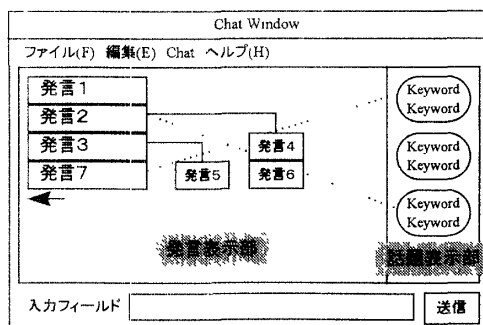 Chat Window
ファイル(F) 編集(E) Chat ヘルプ(H)
発言1
発言2
発言3
発言7
発言4
発言5
発言6
Keyword
Keyword
Keyword
Keyword
Keyword
Keyword
発言表示部
話題表示部
入力フィールド
送信